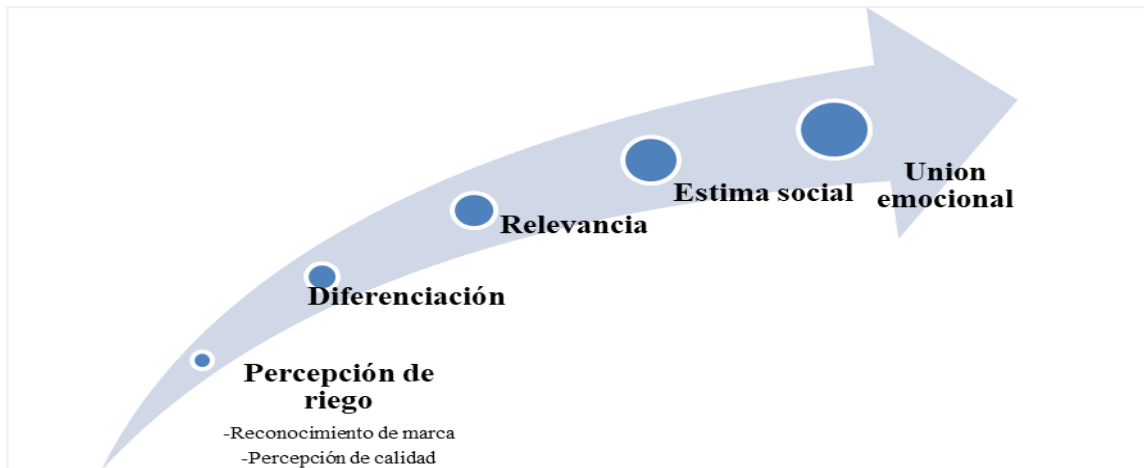 Percepción de
riego
-Reconocimiento de marca
-Percepción de calidad
Diferenciación
Relevancia
Estima social
Union
emocional